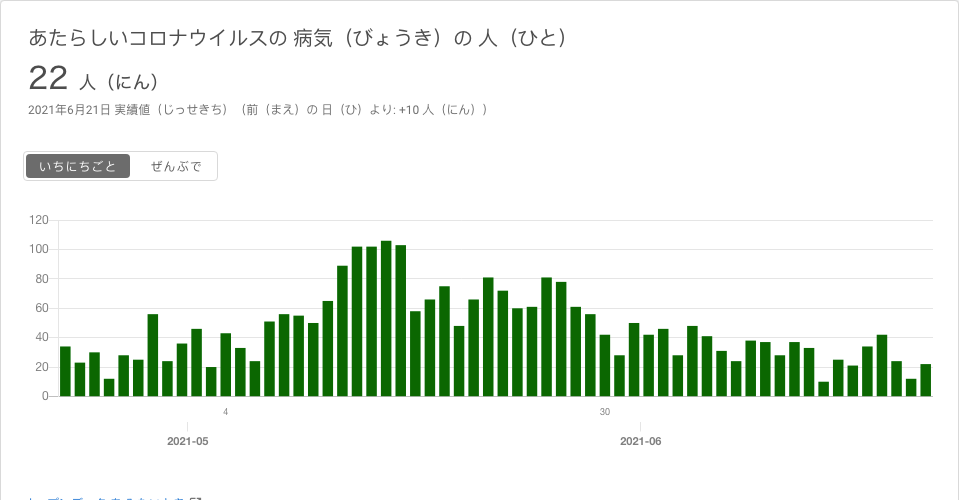 あたらしいコロナウイルスの 病気（びょうき）の 人（ひと）
22 人（にん）
2021年6月21日 実績値（じっせきち）（前（まえ）の 日（ひ）より: +10 人（にん））
いちにちごと ぜんぶで
120
100
80
60
40
20
0
4 30
2021-05 2021-06